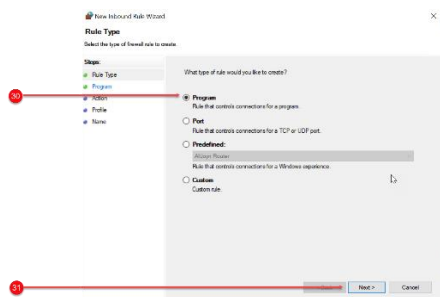 New Inbound Rule Wizard
Rule Type
Select the type of firewall rule to create.
Steps:
Rule Type
Program
Action
Profile
Name
What type of rule would you like to create?
30
Program
Rule that controls connections for a program.
Port
Rule that controls connections for a TCP or UDP port.
Predefined:
Router
Rule that controls connections for a Windows experience.
Custom
Custom rule.
31
Next >
Cancel